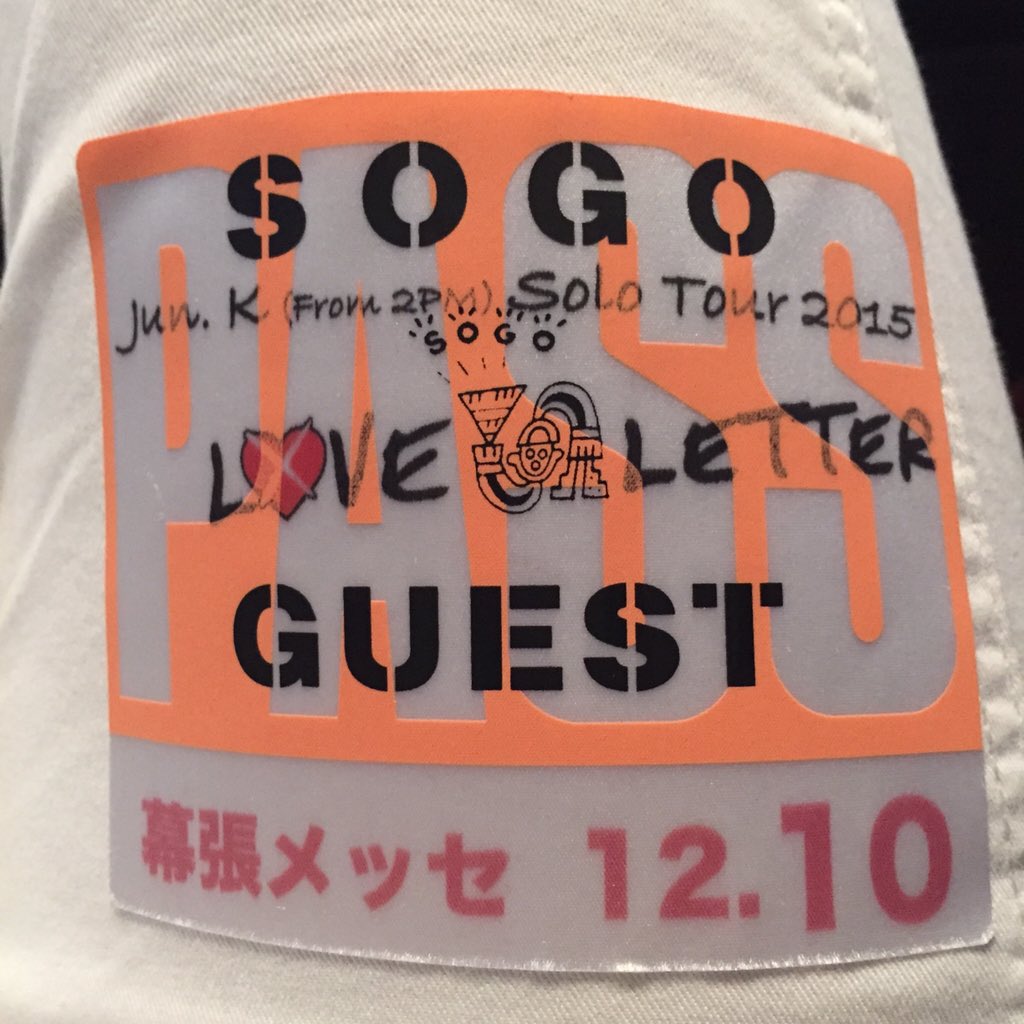 PASS
SOGO
Jun. K (From 2PM) Solo Tour 2015
SOGO
LOVE LETTER
GUEST
幕張メッセ 12.10